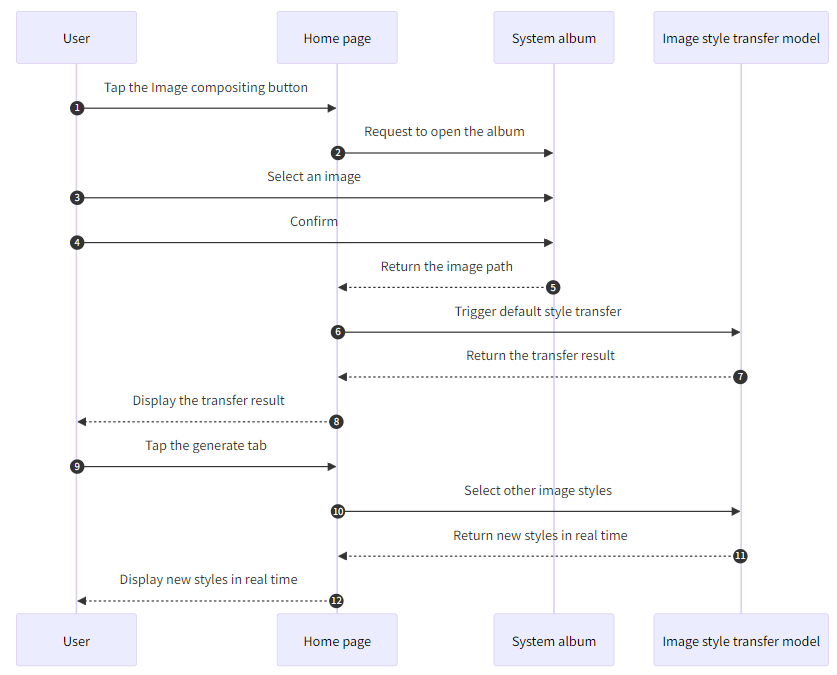 User
Home page
System album
Image style transfer model
Tap the Image compositing button
1
Request to open the album
2
Select an image
3
Confirm
4
Return the image path
5
Trigger default style transfer
6
Return the transfer result
7
Display the transfer result
8
Tap the generate tab
9
Select other image styles
10
Return new styles in real time
11
Display new styles in real time
12
User
Home page
System album
Image style transfer model